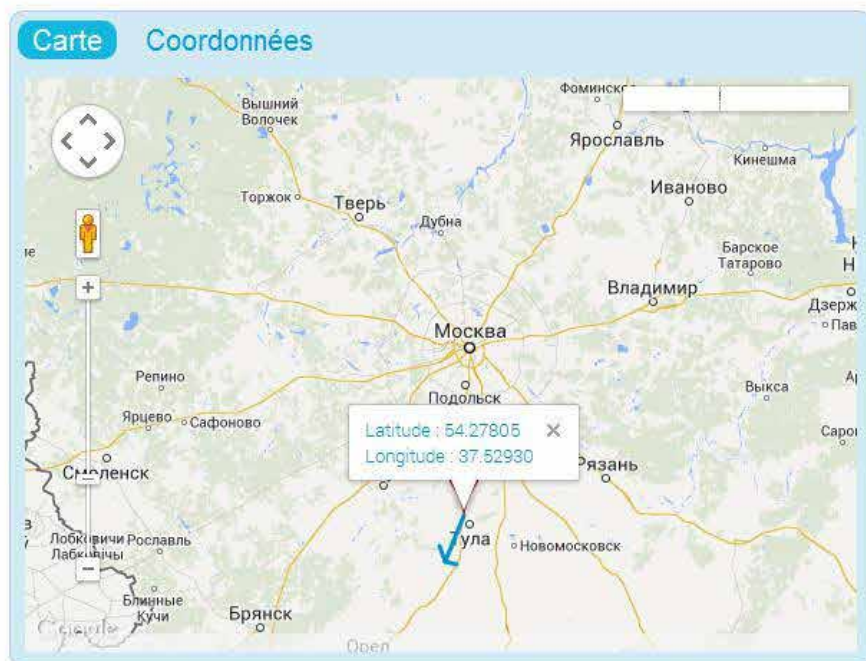 Carte
Coordonnées
Фоминское
Вышний
Волочек
Ярославль
Кинешма
Иваново
Торжок
Тверь
Дубна
Барское
Татарово
Владимир
Дзерж
Пав
Москва
Репино
Подольск
Выкса
Ярцево
Сафоново
Latitude : 54.27805
Longitude : 37.52930
Саро
Смоленск
Рязань
Лобковичи
Лабковічы
Рославль
Тула
Новомосковск
Блинные
Кучи
Брянск
Google
Орел